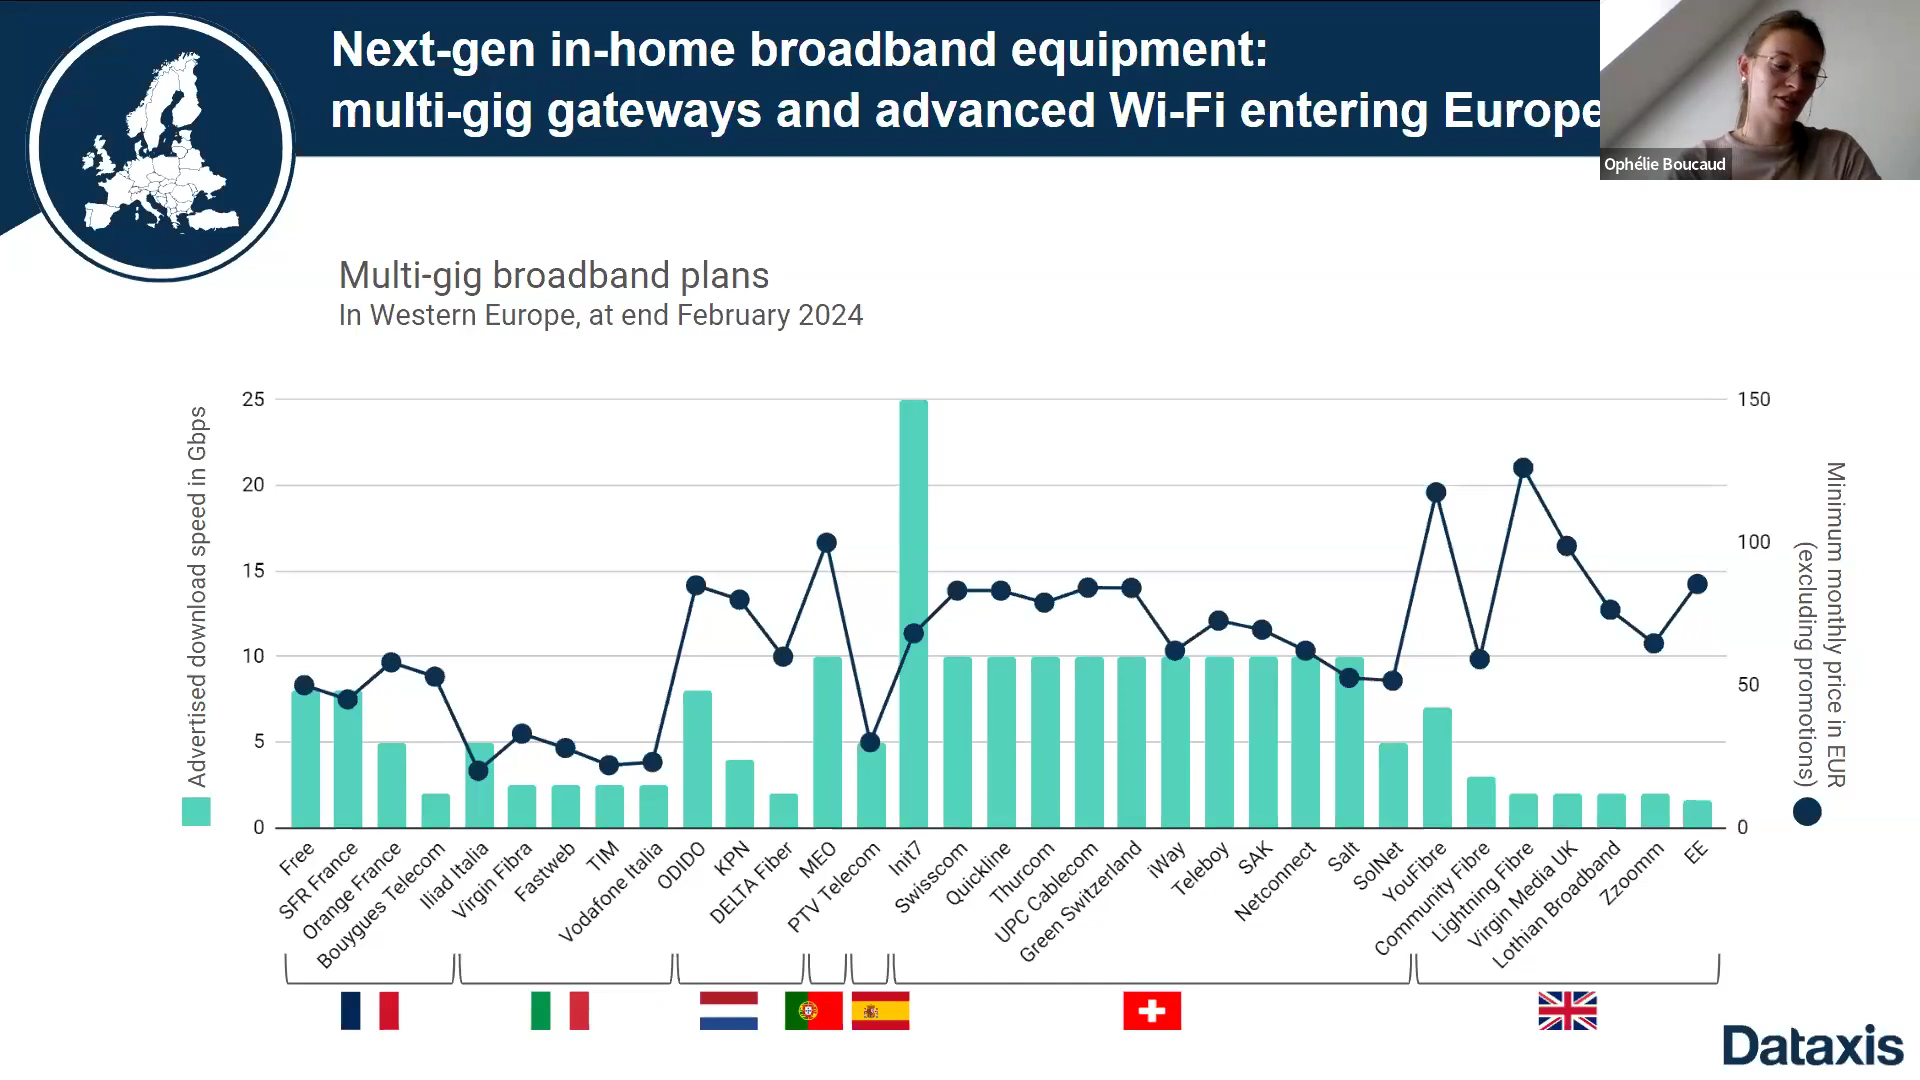 Next-gen in-home broadband equipment:
multi-gig gateways and advanced Wi-Fi entering Europe
Ophélie Boucaud
Multi-gig broadband plans
In Western Europe, at end February 2024
Advertised download speed in Gbps
25
20
15
10
5
0
150
100
50
0
Minimum monthly price in EUR
(excluding promotions)
Free
SFR France
Orange France
Bouygues Telecom
Iliad Italia
Virgin Fibra
Fastweb
TIM
Vodafone Italia
ODIDO
KPN
DELTA Fiber
MEO
PTV Telecom
Init7
Swisscom
Quickline
Thurcom
UPC Cablecom
Green Switzerland
iWay
Teleboy
SAK
Netconnect
Salt
SolNet
YouFibre
Community Fibre
Lightning Fibre
Virgin Media UK
Lothian Broadband
Zzoomm
EE
Dataxis